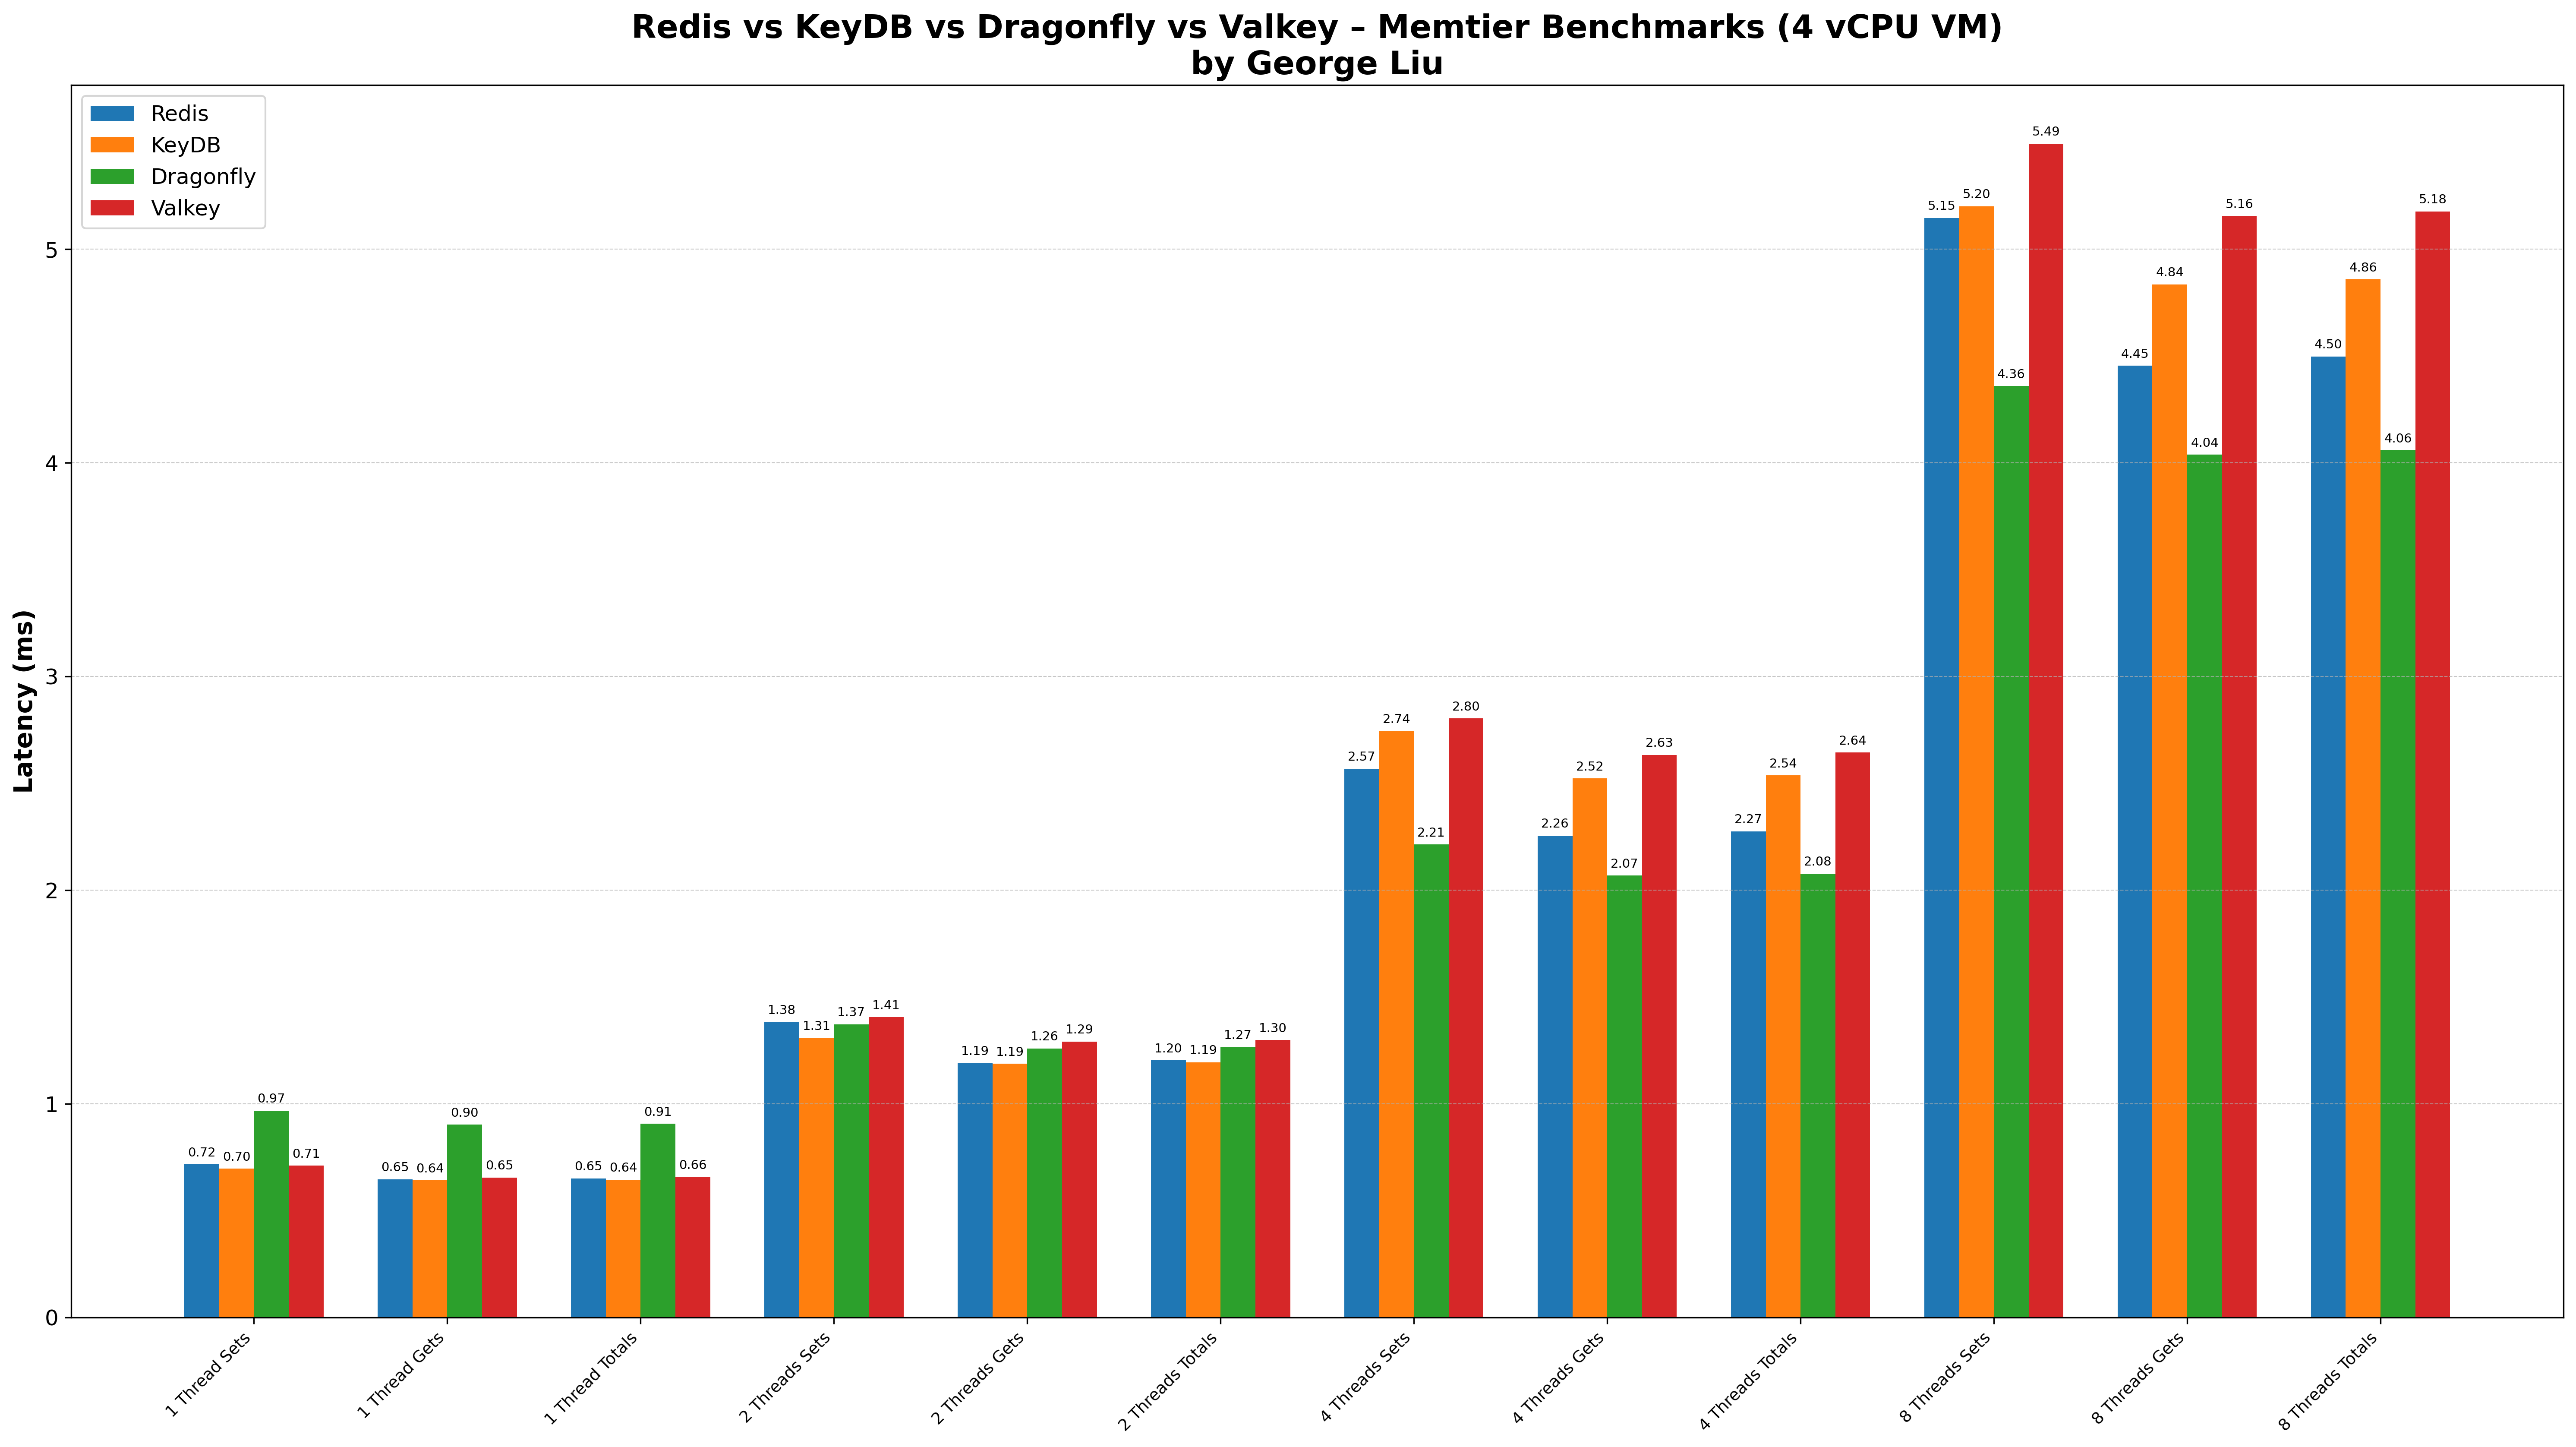 Redis vs KeyDB vs Dragonfly vs Valkey – Memtier Benchmarks (4 vCPU VM)
by George Liu
Redis
KeyDB
Dragonfly
Valkey
Latency (ms)
5
4
3
2
1
0
0.72
0.70
0.97
0.71
0.65
0.64
0.90
0.65
0.65
0.64
0.91
0.66
1.38
1.31
1.37
1.41
1.19
1.19
1.26
1.29
1.20
1.19
1.27
1.30
2.57
2.74
2.21
2.80
2.26
2.52
2.07
2.63
2.27
2.54
2.08
2.64
5.15
5.20
4.36
5.49
4.45
4.84
4.04
5.16
4.50
4.86
4.06
5.18
1 Thread Sets
1 Thread Gets
1 Thread Totals
2 Threads Sets
2 Threads Gets
2 Threads Totals
4 Threads Sets
4 Threads Gets
4 Threads Totals
8 Threads Sets
8 Threads Gets
8 Threads Totals